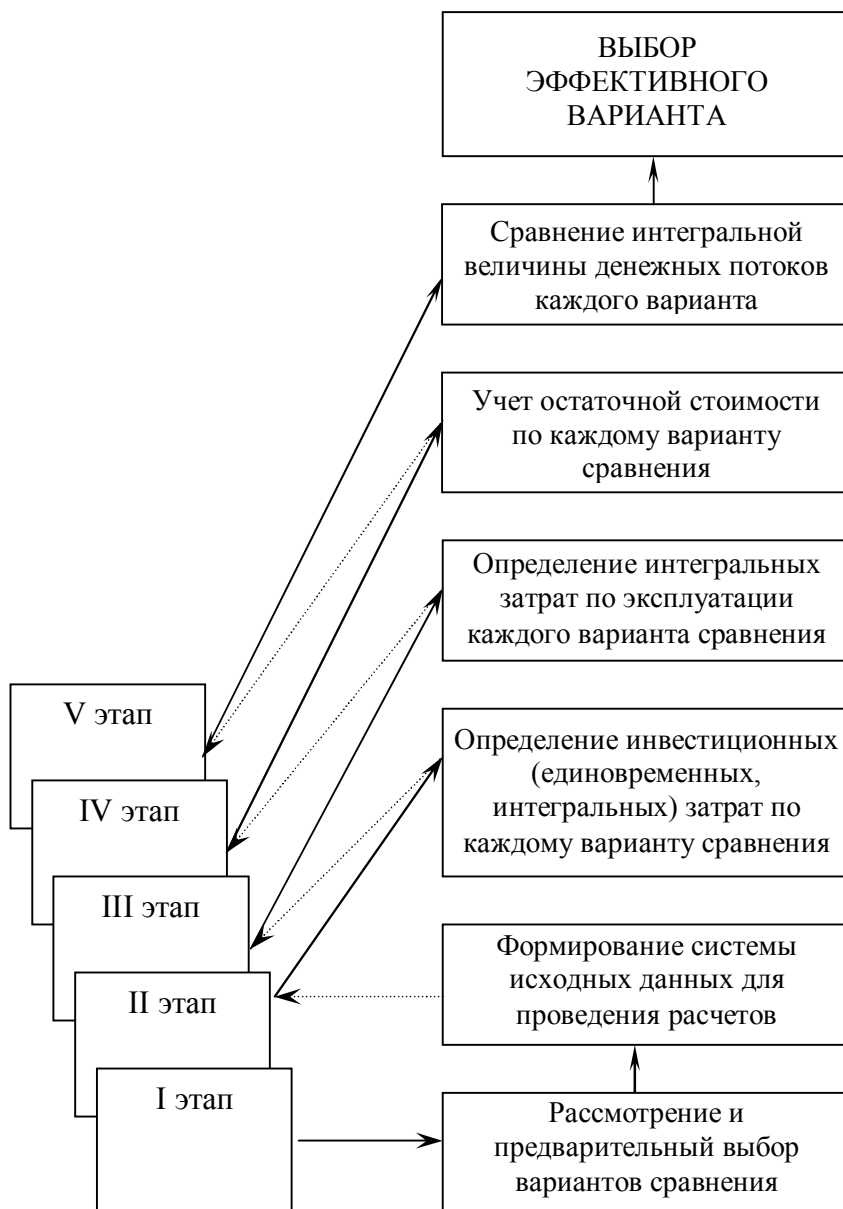 ВЫБОР
ЭФФЕКТИВНОГО
ВАРИАНТА
Сравнение интегральной
величины денежных потоков
каждого варианта
Учет остаточной стоимости
по каждому варианту
сравнения
Определение интегральных
затрат по эксплуатации
каждого варианта сравнения
Определение инвестиционных
(единовременных,
интегральных) затрат по
каждому варианту сравнения
Формирование системы
исходных данных для
проведения расчетов
Рассмотрение и
предварительный выбор
вариантов сравнения
V этап
IV этап
III этап
II этап
I этап